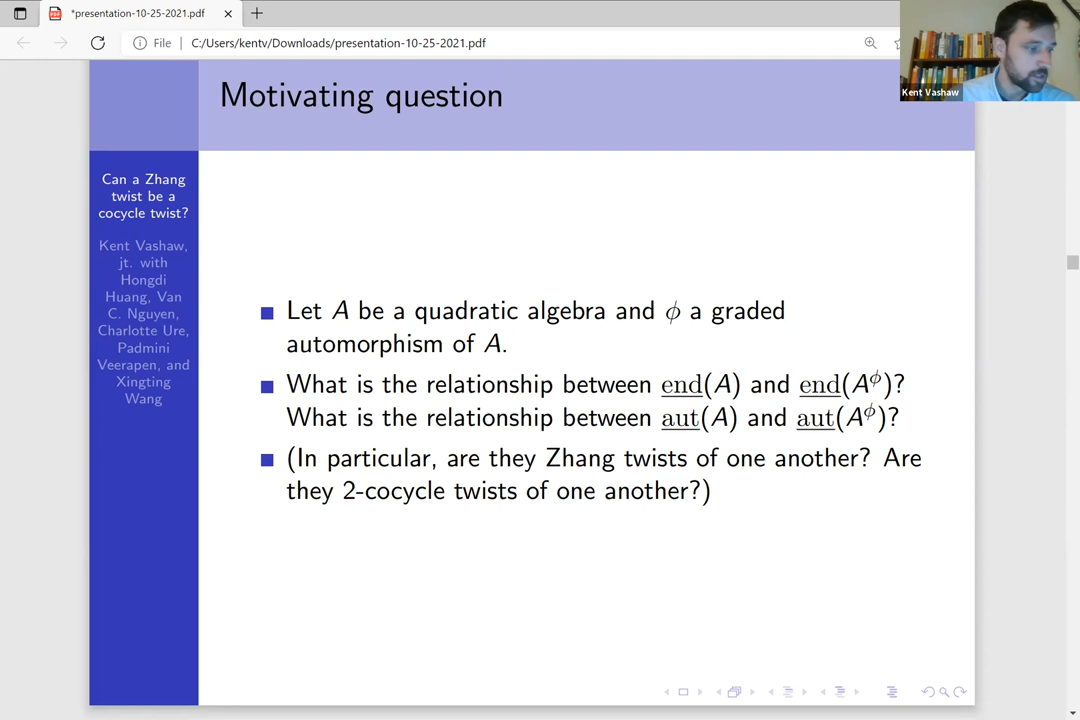 *presentation-10-25-2021.pdf
File
C:/Users/kentv/Downloads/presentation-10-25-2021.pdf
Kent Vashaw
Motivating question
Can a Zhang
twist be a
cocycle twist?
Kent Vashaw,
jt. with
Hongdi
Huang, Van
C. Nguyen,
Charlotte Ure,
Padmini
Veerapen, and
Xingting
Wang
Let A be a quadratic algebra and ϕ a graded
automorphism of A.
What is the relationship between end(A) and end(A^ϕ)?
What is the relationship between aut(A) and aut(A^ϕ)?
(In particular, are they Zhang twists of one another? Are
they 2-cocycle twists of one another?)